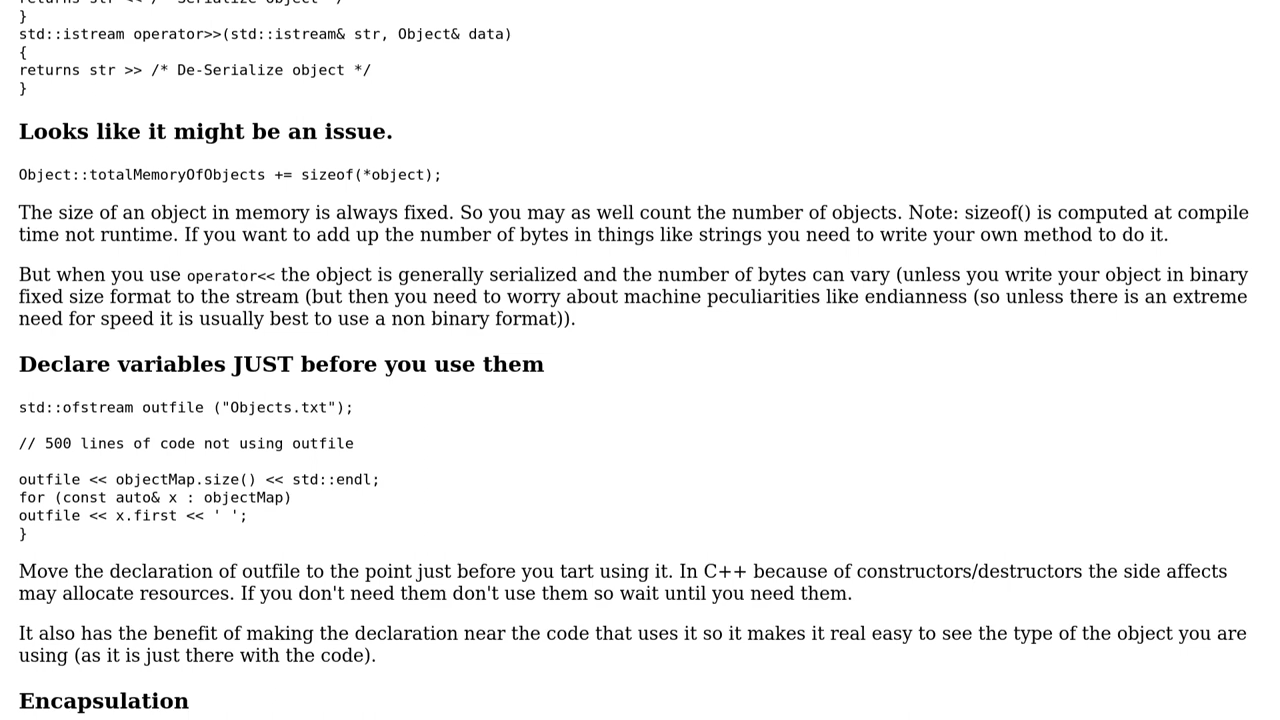 }
std::istream operator>>(std::istream& str, Object& data)
{
returns str >> /* De-Serialize object */
}
Looks like it might be an issue.
Object::totalMemoryOfObjects += sizeof(*object);
The size of an object in memory is always fixed. So you may as well count the number of objects. Note: sizeof() is computed at compile
time not runtime. If you want to add up the number of bytes in things like strings you need to write your own method to do it.
But when you use operator<< the object is generally serialized and the number of bytes can vary (unless you write your object in binary
fixed size format to the stream (but then you need to worry about machine peculiarities like endianness (so unless there is an extreme
need for speed it is usually best to use a non binary format)).
Declare variables JUST before you use them
std::ofstream outfile ("Objects.txt");
// 500 lines of code not using outfile
outfile << objectMap.size() << std::endl;
for (const auto& x : objectMap)
outfile << x.first << ' ';
}
Move the declaration of outfile to the point just before you tart using it. In C++ because of constructors/destructors the side affects
may allocate resources. If you don't need them don't use them so wait until you need them.
It also has the benefit of making the declaration near the code that uses it so it makes it real easy to see the type of the object you are
using (as it is just there with the code).
Encapsulation